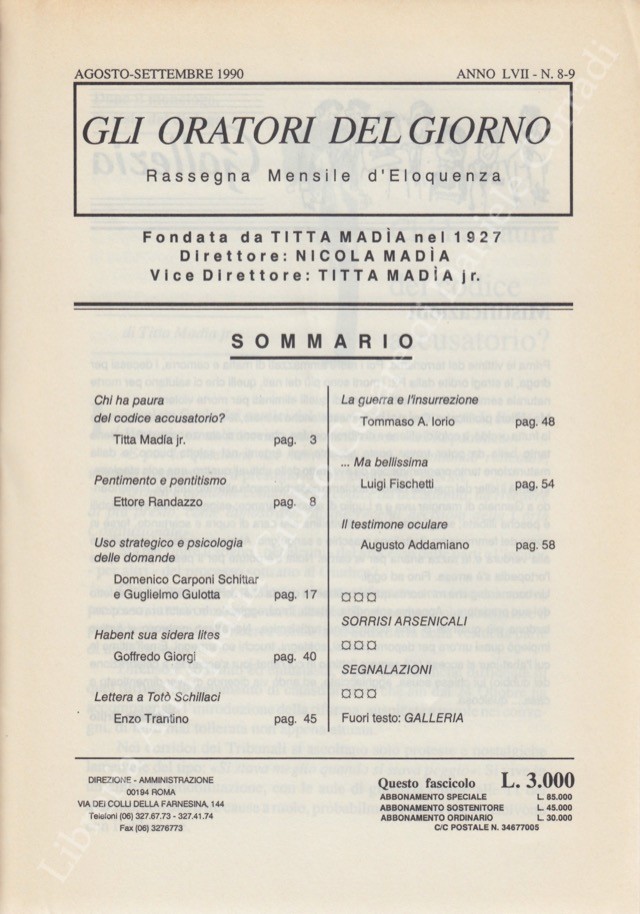 AGOSTO-SETTEMBRE 1990
ANNO LVII - N. 8-9
GLI ORATORI DEL GIORNO
Rassegna Mensile d'Eloquenza
Fondata da TITTA MADÌA nel 1927
Direttore: NICOLA MADÌA
Vice Direttore: TITTA MADÌA jr.
SOMMARIO
Chi ha paura
del codice accusatorio?
Titta Madía jr. pag. 3
Pentimento e pentitismo
Ettore Randazzo pag. 8
Uso strategico e psicologia
delle domande
Domenico Carponi Schittar
e Guglielmo Gulotta pag. 17
Habent sua sidera lites
Goffredo Giorgi pag. 40
Lettera a Totò Schillaci
Enzo Trantino pag. 45
La guerra e l'insurrezione
Tommaso A. Iorio pag. 48
... Ma bellissima
Luigi Fischetti pag. 54
Il testimone oculare
Augusto Addamiano pag. 58
¤¤¤
SORRISI ARSENICALI
¤¤¤
SEGNALAZIONI
¤¤¤
Fuori testo: GALLERIA
DIREZIONE - AMMINISTRAZIONE
00194 ROMA
VIA DEI COLLI DELLA FARNESINA, 144
Telefoni (06) 327.67.73 - 327.41.74
Fax (06) 3276773
Questo fascicolo L. 3.000
ABBONAMENTO SPECIALE L. 85.000
ABBONAMENTO SOSTENITORE L. 45.000
ABBONAMENTO ORDINARIO L. 30.000
C/C POSTALE N. 34677005